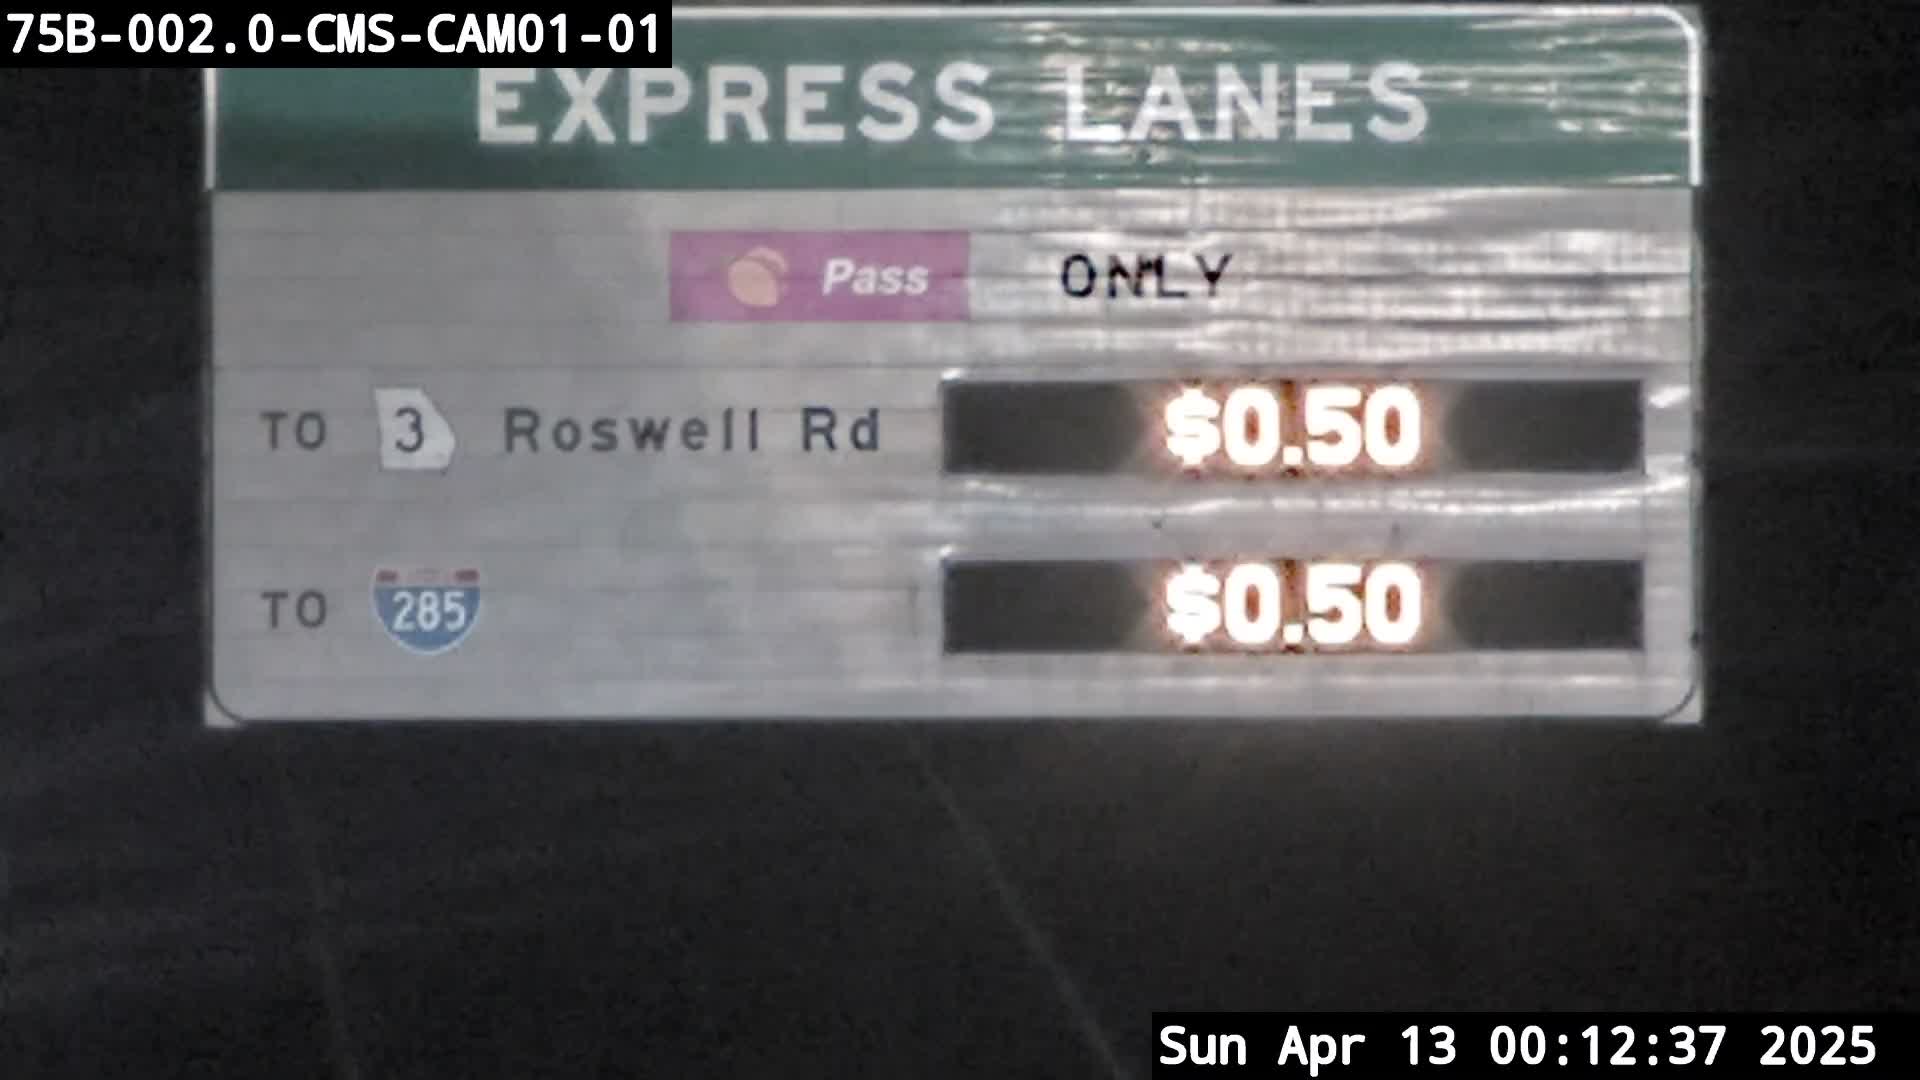 75B-002.0-CMS-CAM01-01
EXPRESS LANES
Pass ONLY
TO 3 Roswell Rd $0.50
TO 285 $0.50
Sun Apr 13 00:12:37 2025